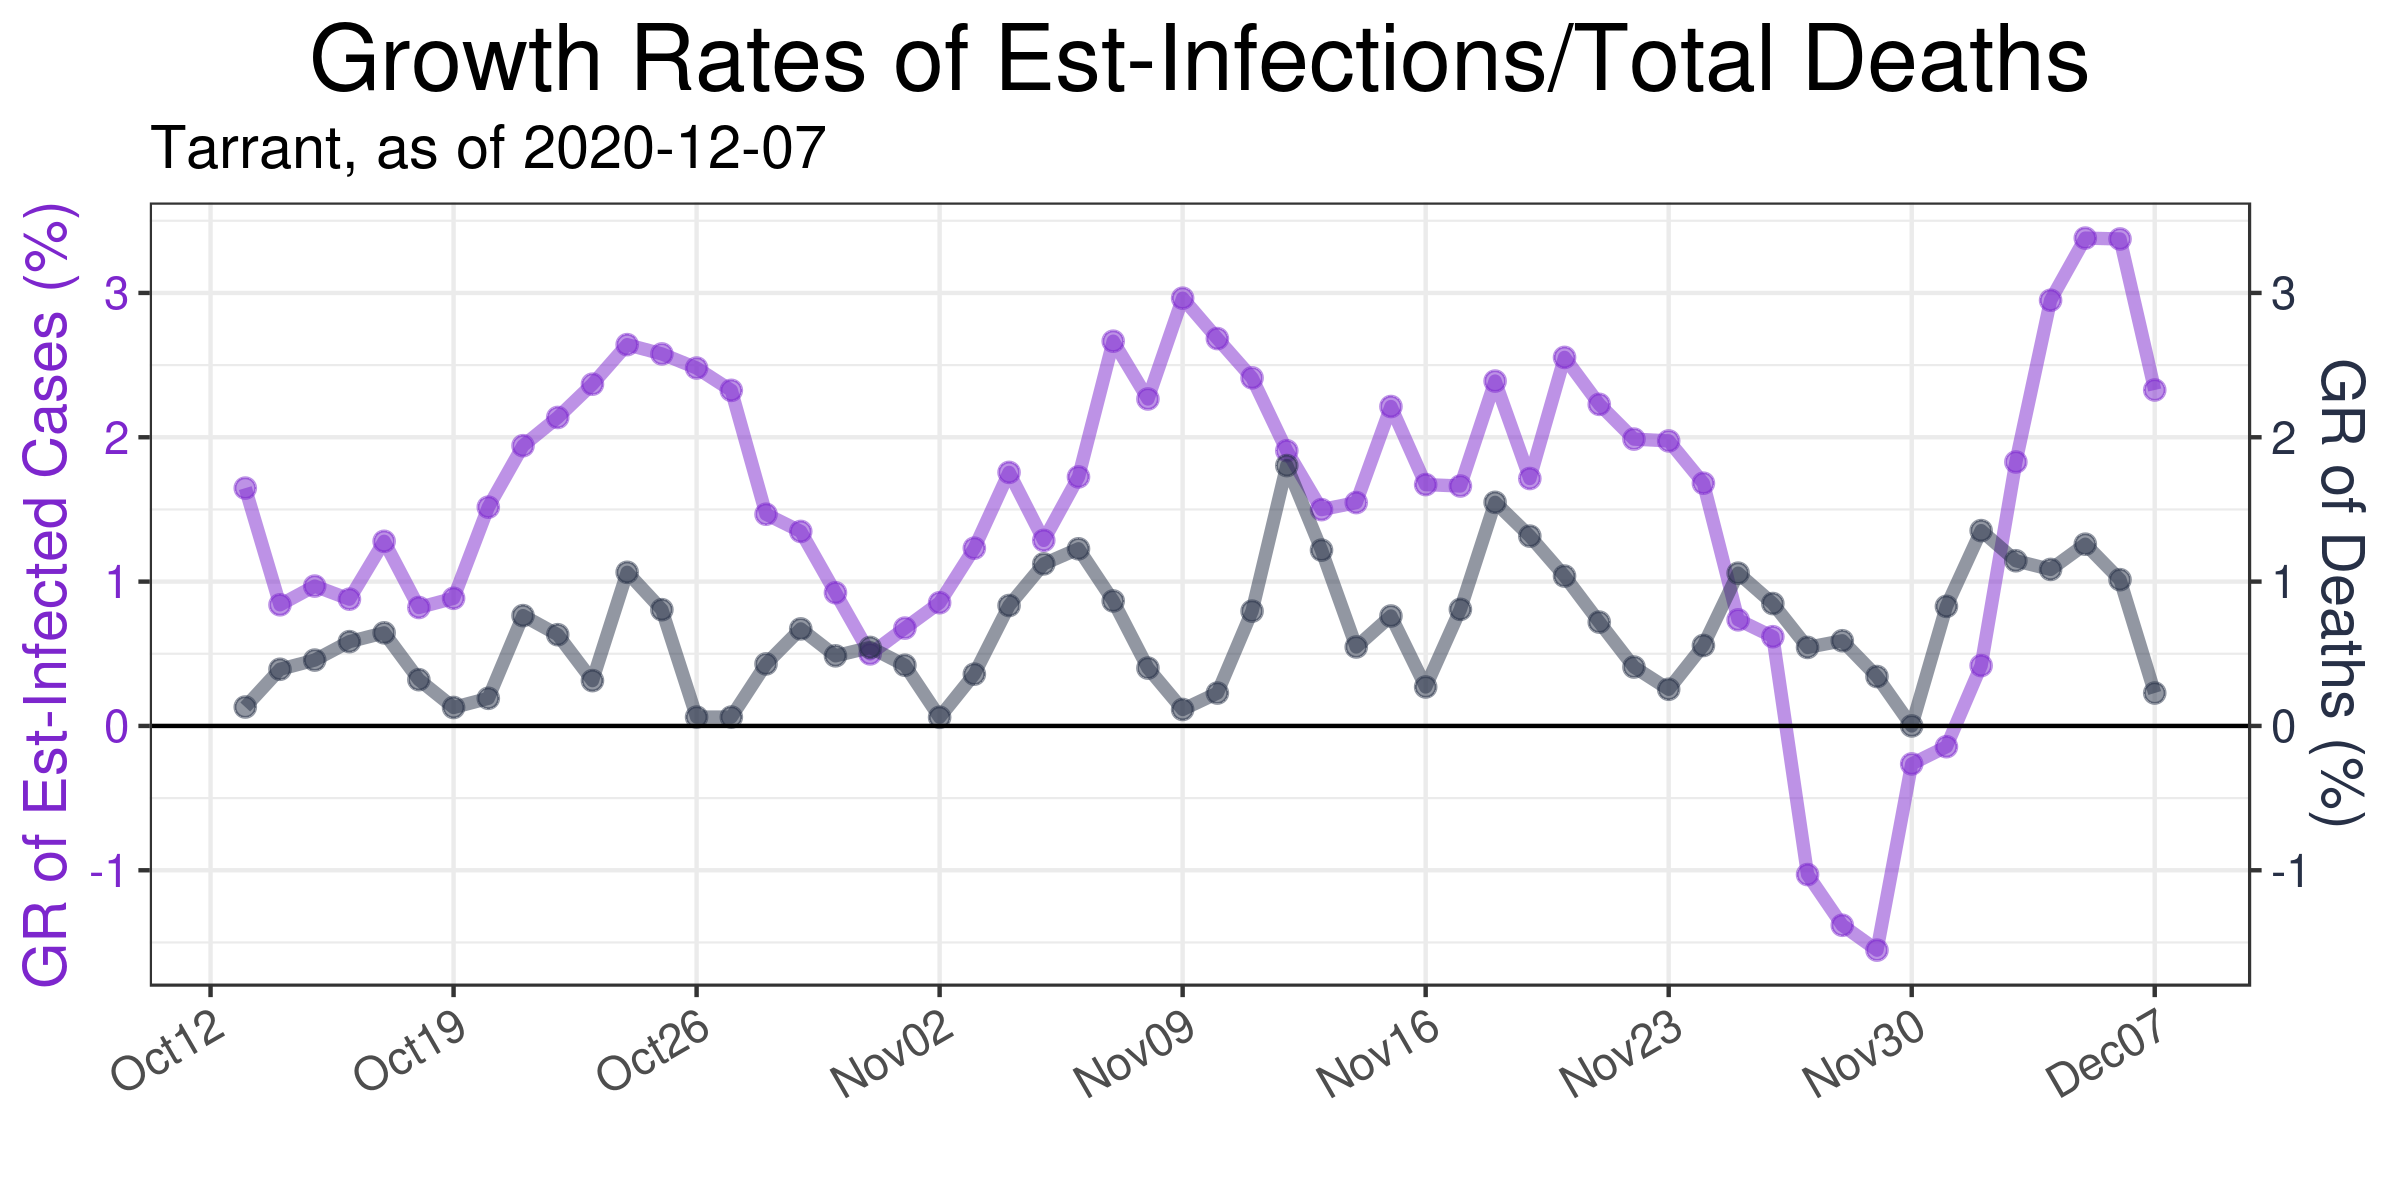 Growth Rates of Est-Infections/Total Deaths
Tarrant, as of 2020-12-07
GR of Est-Infected Cases (%)
3
2
1
0
-1
3
2
1
0
-1
GR of Deaths (%)
Oct12
Oct19
Oct26
Nov02
Nov09
Nov16
Nov23
Nov30
Dec07